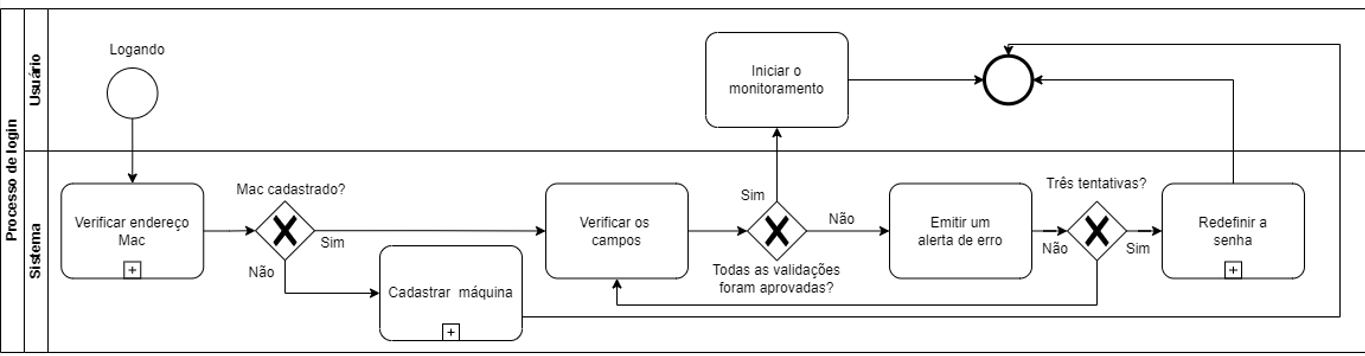 Processo de login
Usuário
Logando
Iniciar o
monitoramento
Sistema
Verificar endereço
Mac
Mac cadastrado?
Sim
Não
Cadastrar máquina
Verificar os
campos
Sim
Não
Todas as validações
foram aprovadas?
Emitir um
alerta de erro
Três tentativas?
Não
Sim
Redefinir a
senha